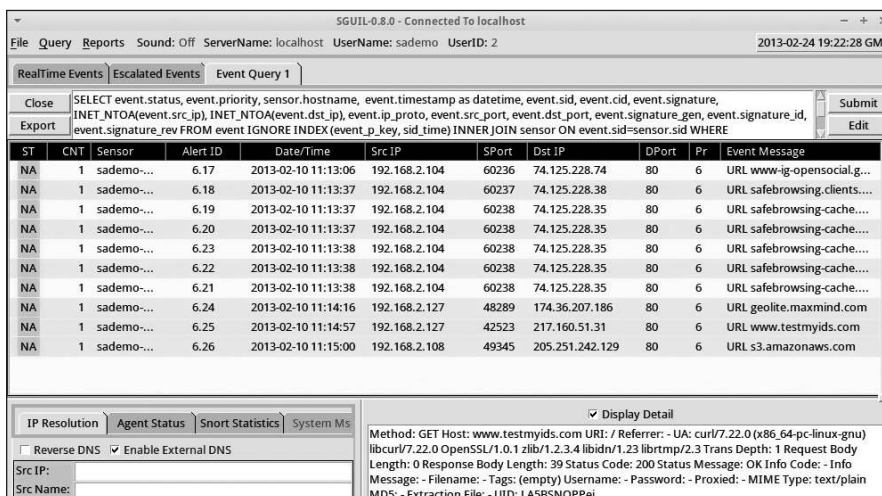 SGUIL-0.8.0 - Connected To localhost
File Query Reports Sound: Off ServerName: localhost UserName: sademo UserID: 2 2013-02-24 19:22:28 GM
RealTime Events Escalated Events Event Query 1
Close
Export
SELECT event.status, event.priority, sensor.hostname, event.timestamp as datetime, event.sid, event.cid, event.signature,
INET_NTOA(event.src_ip), INET_NTOA(event.dst_ip), event.ip_proto, event.src_port, event.dst_port, event.signature_gen, event.signature_id,
event.signature_rev FROM event IGNORE INDEX (event_p_key, sid_time) INNER JOIN sensor ON event.sid=sensor.sid WHERE
Submit
Edit
ST CNT Sensor Alert ID Date/Time Src IP SPort Dst IP DPort Pr Event Message
NA 1 sademo-... 6.17 2013-02-10 11:13:06 192.168.2.104 60236 74.125.228.74 80 6 URL www-ig-opensocial.g...
NA 1 sademo-... 6.18 2013-02-10 11:13:37 192.168.2.104 60237 74.125.228.38 80 6 URL safebrowsing.clients....
NA 1 sademo-... 6.19 2013-02-10 11:13:37 192.168.2.104 60238 74.125.228.35 80 6 URL safebrowsing-cache....
NA 1 sademo-... 6.20 2013-02-10 11:13:37 192.168.2.104 60238 74.125.228.35 80 6 URL safebrowsing-cache....
NA 1 sademo-... 6.23 2013-02-10 11:13:38 192.168.2.104 60238 74.125.228.35 80 6 URL safebrowsing-cache....
NA 1 sademo-... 6.22 2013-02-10 11:13:38 192.168.2.104 60238 74.125.228.35 80 6 URL safebrowsing-cache....
NA 1 sademo-... 6.21 2013-02-10 11:13:38 192.168.2.104 60238 74.125.228.35 80 6 URL safebrowsing-cache....
NA 1 sademo-... 6.24 2013-02-10 11:14:16 192.168.2.127 48289 174.36.207.186 80 6 URL geolite.maxmind.com
NA 1 sademo-... 6.25 2013-02-10 11:14:57 192.168.2.127 42523 217.160.51.31 80 6 URL www.testmyids.com
NA 1 sademo-... 6.26 2013-02-10 11:15:00 192.168.2.108 49345 205.251.242.129 80 6 URL s3.amazonaws.com
IP Resolution Agent Status Snort Statistics System Ms
Reverse DNS Enable External DNS
Src IP:
Src Name:
Display Detail
Method: GET Host: www.testmyids.com URI: / Referrer: - UA: curl/7.22.0 (x86_64-pc-linux-gnu)
libcurl/7.22.0 OpenSSL/1.0.1 zlib/1.2.3.4 libidn/1.23 librtmp/2.3 Trans Depth: 1 Request Body
Length: 0 Response Body Length: 39 Status Code: 200 Status Message: OK Info Code: - Info
Message: - Filename: - Tags: (empty) Username: - Password: - Proxied: - MIME Type: text/plain
MD5: - Extraction File: - UID: LA5BSNOPPei